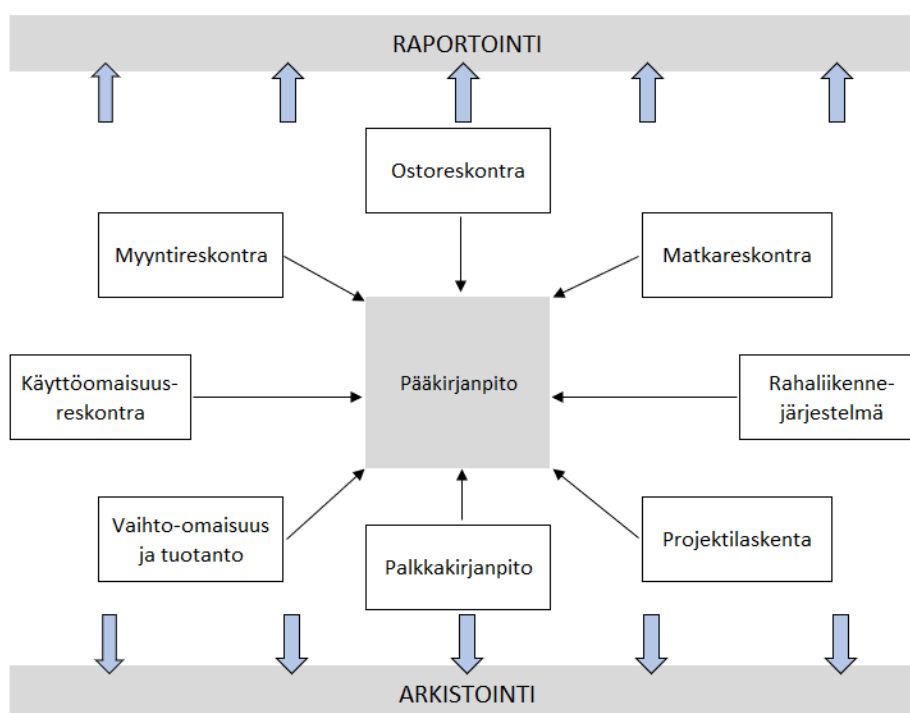 RAPORTOINTI
Ostoreskontra
Myyntireskontra
Matkareskontra
Käyttöomaisuus-
reskontra
Pääkirjanpito
Rahaliikenne-
järjestelmä
Vaihto-omaisuus
ja tuotanto
Palkkakirjanpito
Projektilaskenta
ARKISTOINTI